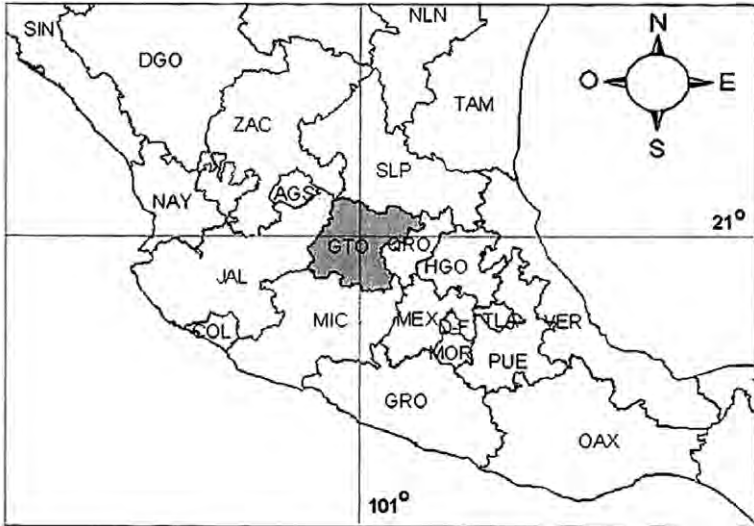 NLN
SIN
N
DGO
O
E
TAM
ZAC
S
SLP
AGS
NAY
21°
GTO
QRO
HGO
JAL
MEX
MIC
D-F
TLA
VER
COL
MOR
PUE
GRO
OAX
101°